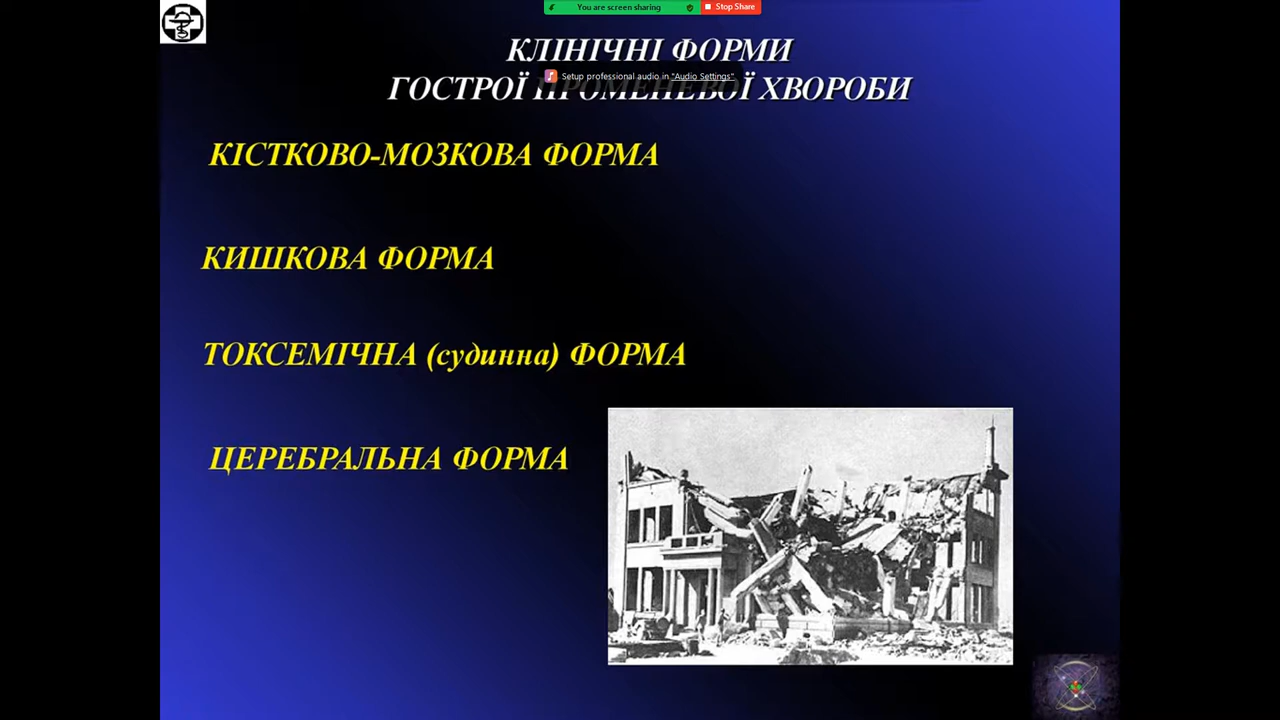 You are screen sharing
Stop Share
КЛІНІЧНІ ФОРМИ
Setup professional audio in "Audio Settings"
ГОСТРОЇ ПРОМЕНЕВОЇ ХВОРОБИ
КІСТКОВО-МОЗКОВА ФОРМА
КИШКОВА ФОРМА
ТОКСЕМІЧНА (судинна) ФОРМА
ЦЕРЕБРАЛЬНА ФОРМА